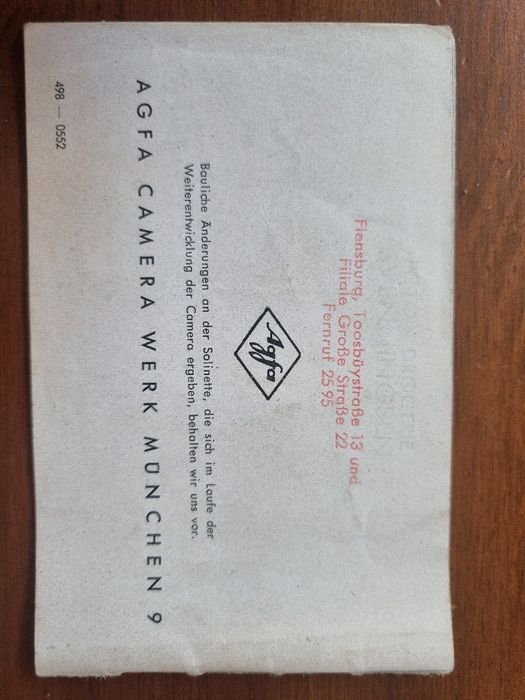 Flensburg, Toosbüystraße 13 und
Filiale Große Straße 22
Fernruf 25 95
Agfa
Bauliche Änderungen an der Solinette, die sich im Laufe der
Weiterentwicklung der Camera ergeben, behalten wir uns vor.
AGFA CAMERA WERK MÜNCHEN 9
498 — 0552